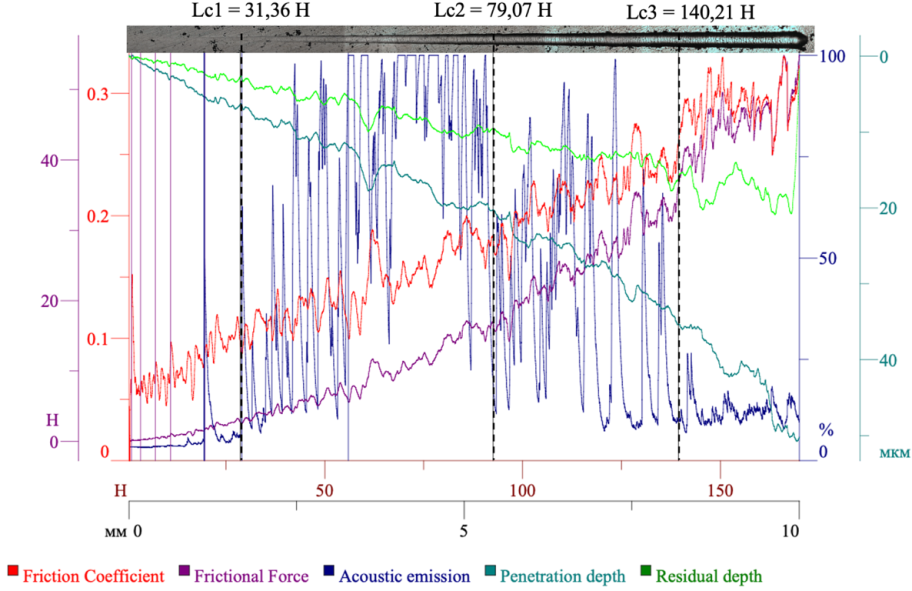 Lc1 = 31,36 Н Lc2 = 79,07 Н Lc3 = 140,21 Н
0.3 100 0
40
0.2 20
50
20
0.1
40
Н %
0 0 0 мкм
Н 50 100 150
мм 0 5 10
Friction Coefficient Frictional Force Acoustic emission Penetration depth Residual depth